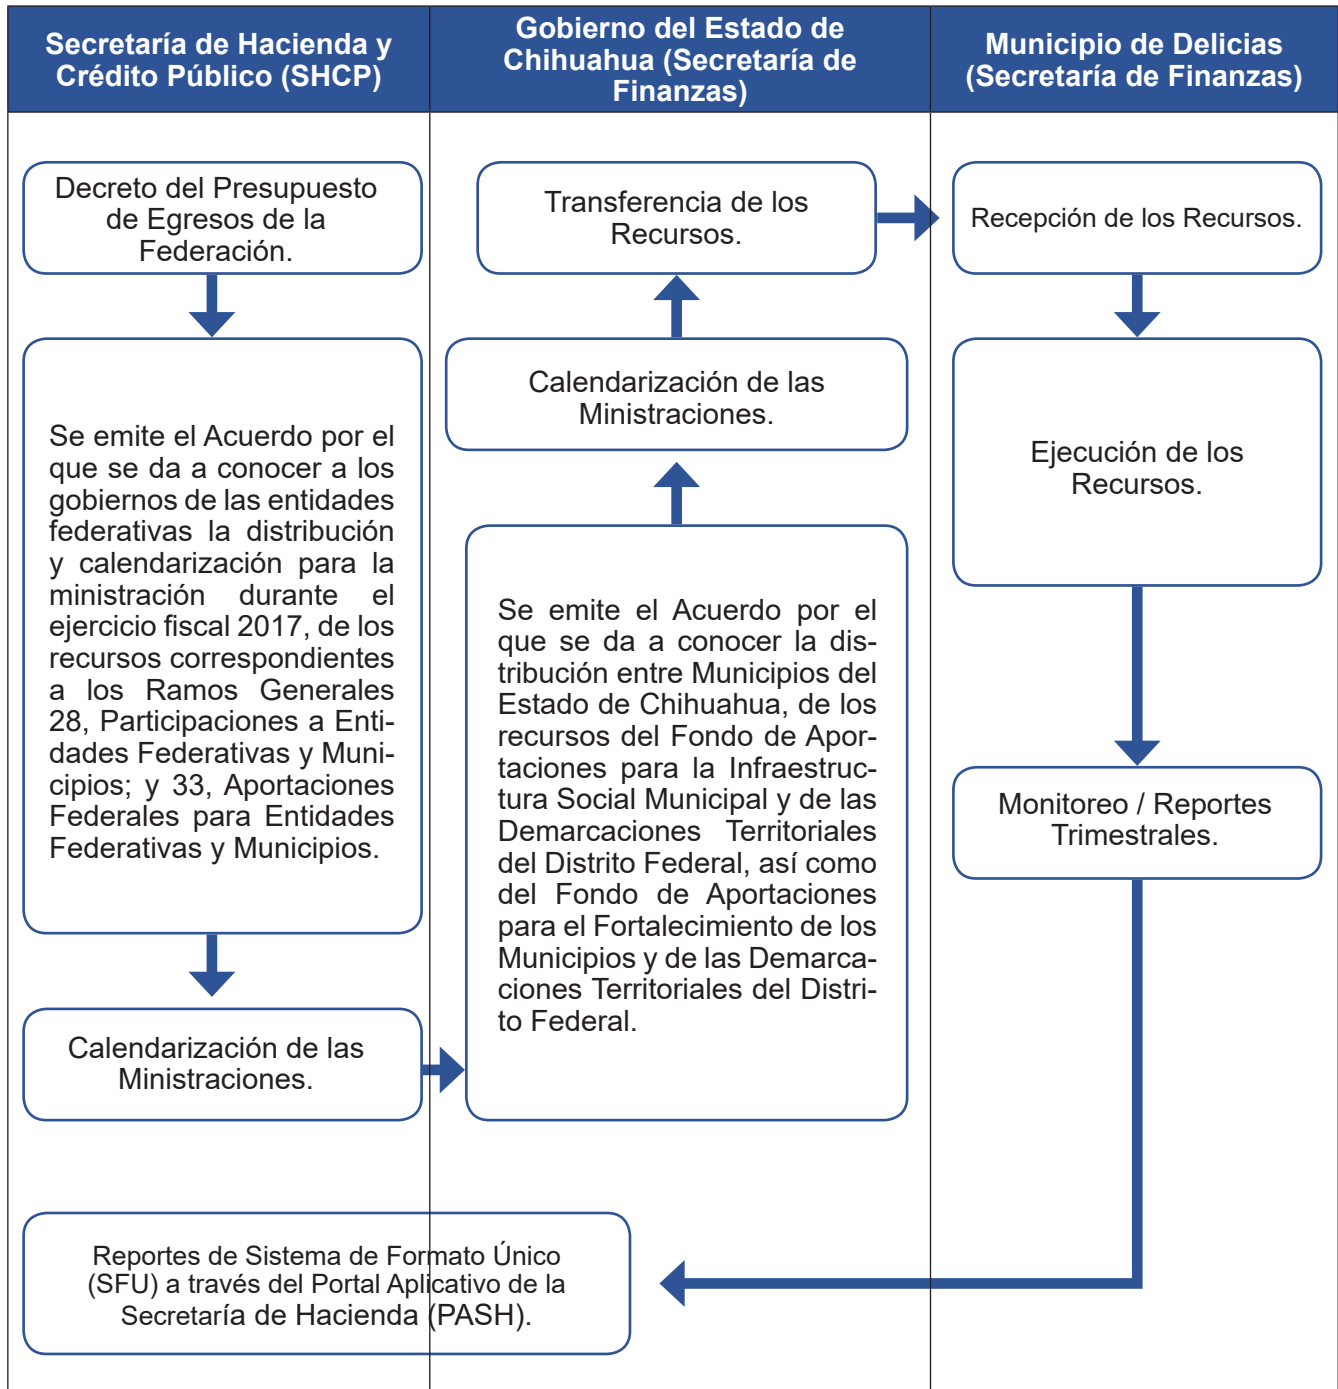 Secretaría de Hacienda y
Crédito Público (SHCP)
Gobierno del Estado de
Chihuahua (Secretaría de
Finanzas)
Municipio de Delicias
(Secretaría de Finanzas)
Decreto del Presupuesto
de Egresos de la
Federación.
Se emite el Acuerdo por el
que se da a conocer a los
gobiernos de las entidades
federativas la distribución
y calendarización para la
ministración durante el
ejercicio fiscal 2017, de los
recursos correspondientes
a los Ramos Generales
28, Participaciones a Enti-
dades Federativas y Muni-
cipios; y 33, Aportaciones
Federales para Entidades
Federativas y Municipios.
Calendarización de las
Ministraciones.
Transferencia de los
Recursos.
Calendarización de las
Ministraciones.
Se emite el Acuerdo por el
que se da a conocer la dis-
tribución entre Municipios del
Estado de Chihuahua, de los
recursos del Fondo de Apor-
taciones para la Infraestruc-
tura Social Municipal y de las
Demarcaciones Territoriales
del Distrito Federal, así como
del Fondo de Aportaciones
para el Fortalecimiento de los
Municipios y de las Demarca-
ciones Territoriales del Distri-
to Federal.
Recepción de los Recursos.
Ejecución de los
Recursos.
Monitoreo / Reportes
Trimestrales.
Reportes de Sistema de Formato Único
(SFU) a través del Portal Aplicativo de la
Secretaría de Hacienda (PASH).